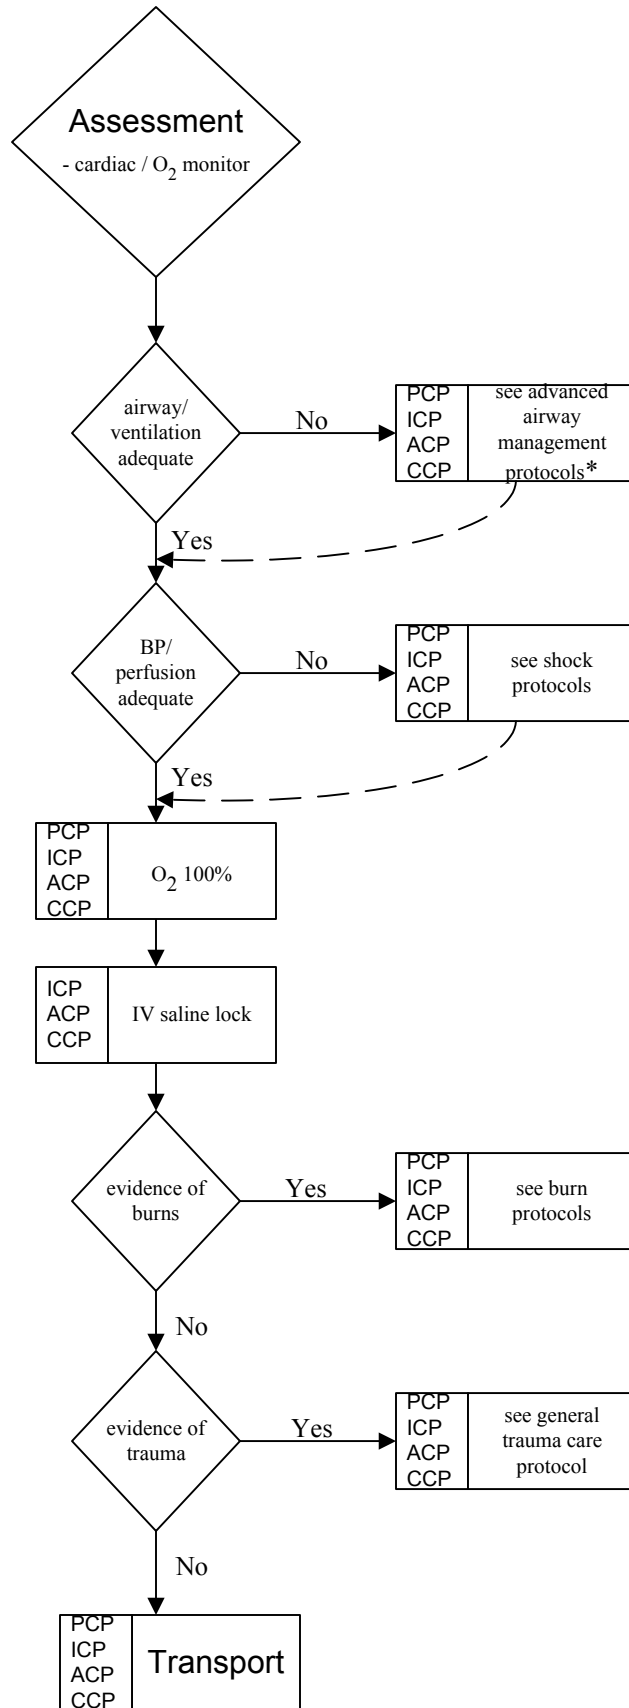 Assessment
- cardiac / O2 monitor
airway/
ventilation
adequate
No
PCP
ICP
ACP
CCP
see advanced
airway
management
protocols*
Yes
BP/
perfusion
adequate
No
PCP
ICP
ACP
CCP
see shock
protocols
Yes
PCP
ICP
ACP
CCP
O2 100%
ICP
ACP
CCP
IV saline lock
evidence of
burns
Yes
PCP
ICP
ACP
CCP
see burn
protocols
No
evidence of
trauma
Yes
PCP
ICP
ACP
CCP
see general
trauma care
protocol
No
PCP
ICP
ACP
CCP
Transport